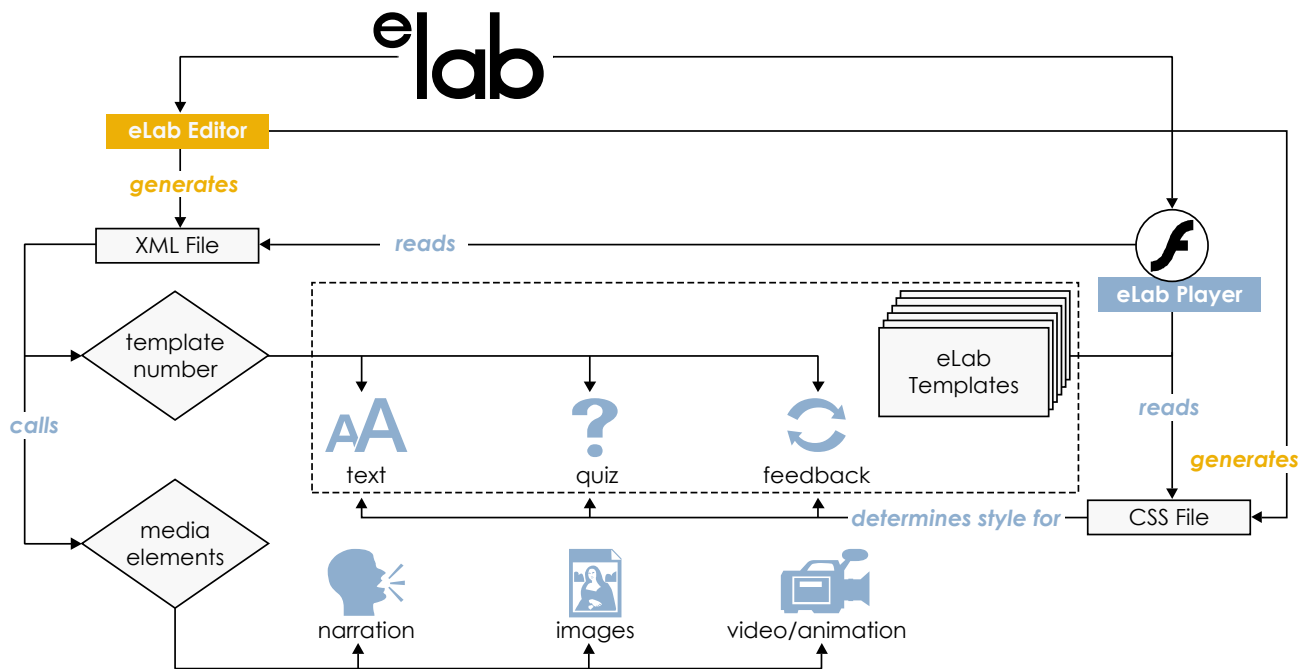 elab
eLab Editor
generates
XML File
reads
eLab Player
template
number
eLab
Templates
calls
reads
text
quiz
feedback
generates
determines style for
CSS File
media
elements
narration
images
video/animation